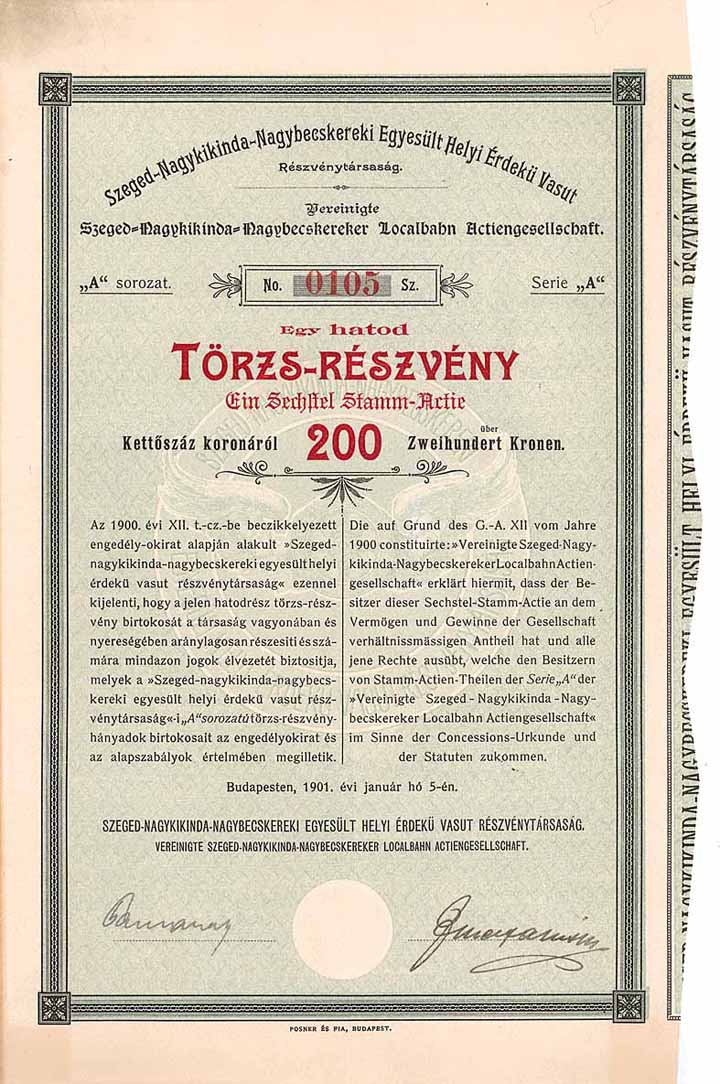 Szeged-Nagykikinda-Nagybecskereki Egyesült Helyi Érdekü Vasut
Részvénytársaság.
Vereinigte
Szeged=Nagykikinda=Nagybecskereker Localbahn Actiengesellschaft.
„A“ sorozat.
No. 0105 Sz.
Serie „A“
Egy hatod
TÖRZS-RÉSZVÉNY
Ein Sechstel Stamm-Actie
Kettőszáz koronáról 200 über Zweihundert Kronen.
Az 1900. évi XII. t.-cz.-be beczikkelyezett
engedély-okirat alapján alakult »Szeged-
nagykikinda-nagybecskereki egyesült helyi
érdekü vasut részvénytársaság« ezennel
kijelenti, hogy a jelen hatodrész törzs-rész-
vény birtokosát a társaság vagyonában és
nyereségében aránylagosan részesiti és szá-
mára mindazon jogok élvezetét biztositja,
melyek a »Szeged-nagykikinda-nagybecs-
kereki egyesült helyi érdekü vasut rész-
vénytársaság«-i „A“ sorozatú törzs-részvény-
hányadok birtokosait az engedélyokirat és
az alapszabályok értelmében megilletik.
Die auf Grund des G.-A. XII vom Jahre
1900 constituirte: »Vereinigte Szeged-Nagy-
kikinda-Nagybecskereker Localbahn Actien-
gesellschaft« erklärt hiermit, dass der Be-
sitzer dieser Sechstel-Stamm-Actie an dem
Vermögen und Gewinne der Gesellschaft
verhältnissmässigen Antheil hat und alle
jene Rechte ausübt, welche den Besitzern
von Stamm-Actien-Theilen der Serie „A“ der
»Vereinigte Szeged - Nagykikinda - Nagy-
becskereker Localbahn Actiengesellschaft«
im Sinne der Concessions-Urkunde und
der Statuten zukommen.
Budapesten, 1901. évi január hó 5-én.
SZEGED-NAGYKIKINDA-NAGYBECSKEREKI EGYESÜLT HELYI ÉRDEKÜ VASUT RÉSZVÉNYTÁRSASÁG.
VEREINIGTE SZEGED-NAGYKIKINDA-NAGYBECSKEREKER LOCALBAHN ACTIENGESELLSCHAFT.
POSNER ÉS FIA, BUDAPEST.
NAGYKIKINDA-NAGYBECSKEREKI EGYESÜLT HELYI ÉRDEKÜ VASUT RÉSZVÉNYTÁRSASÁG